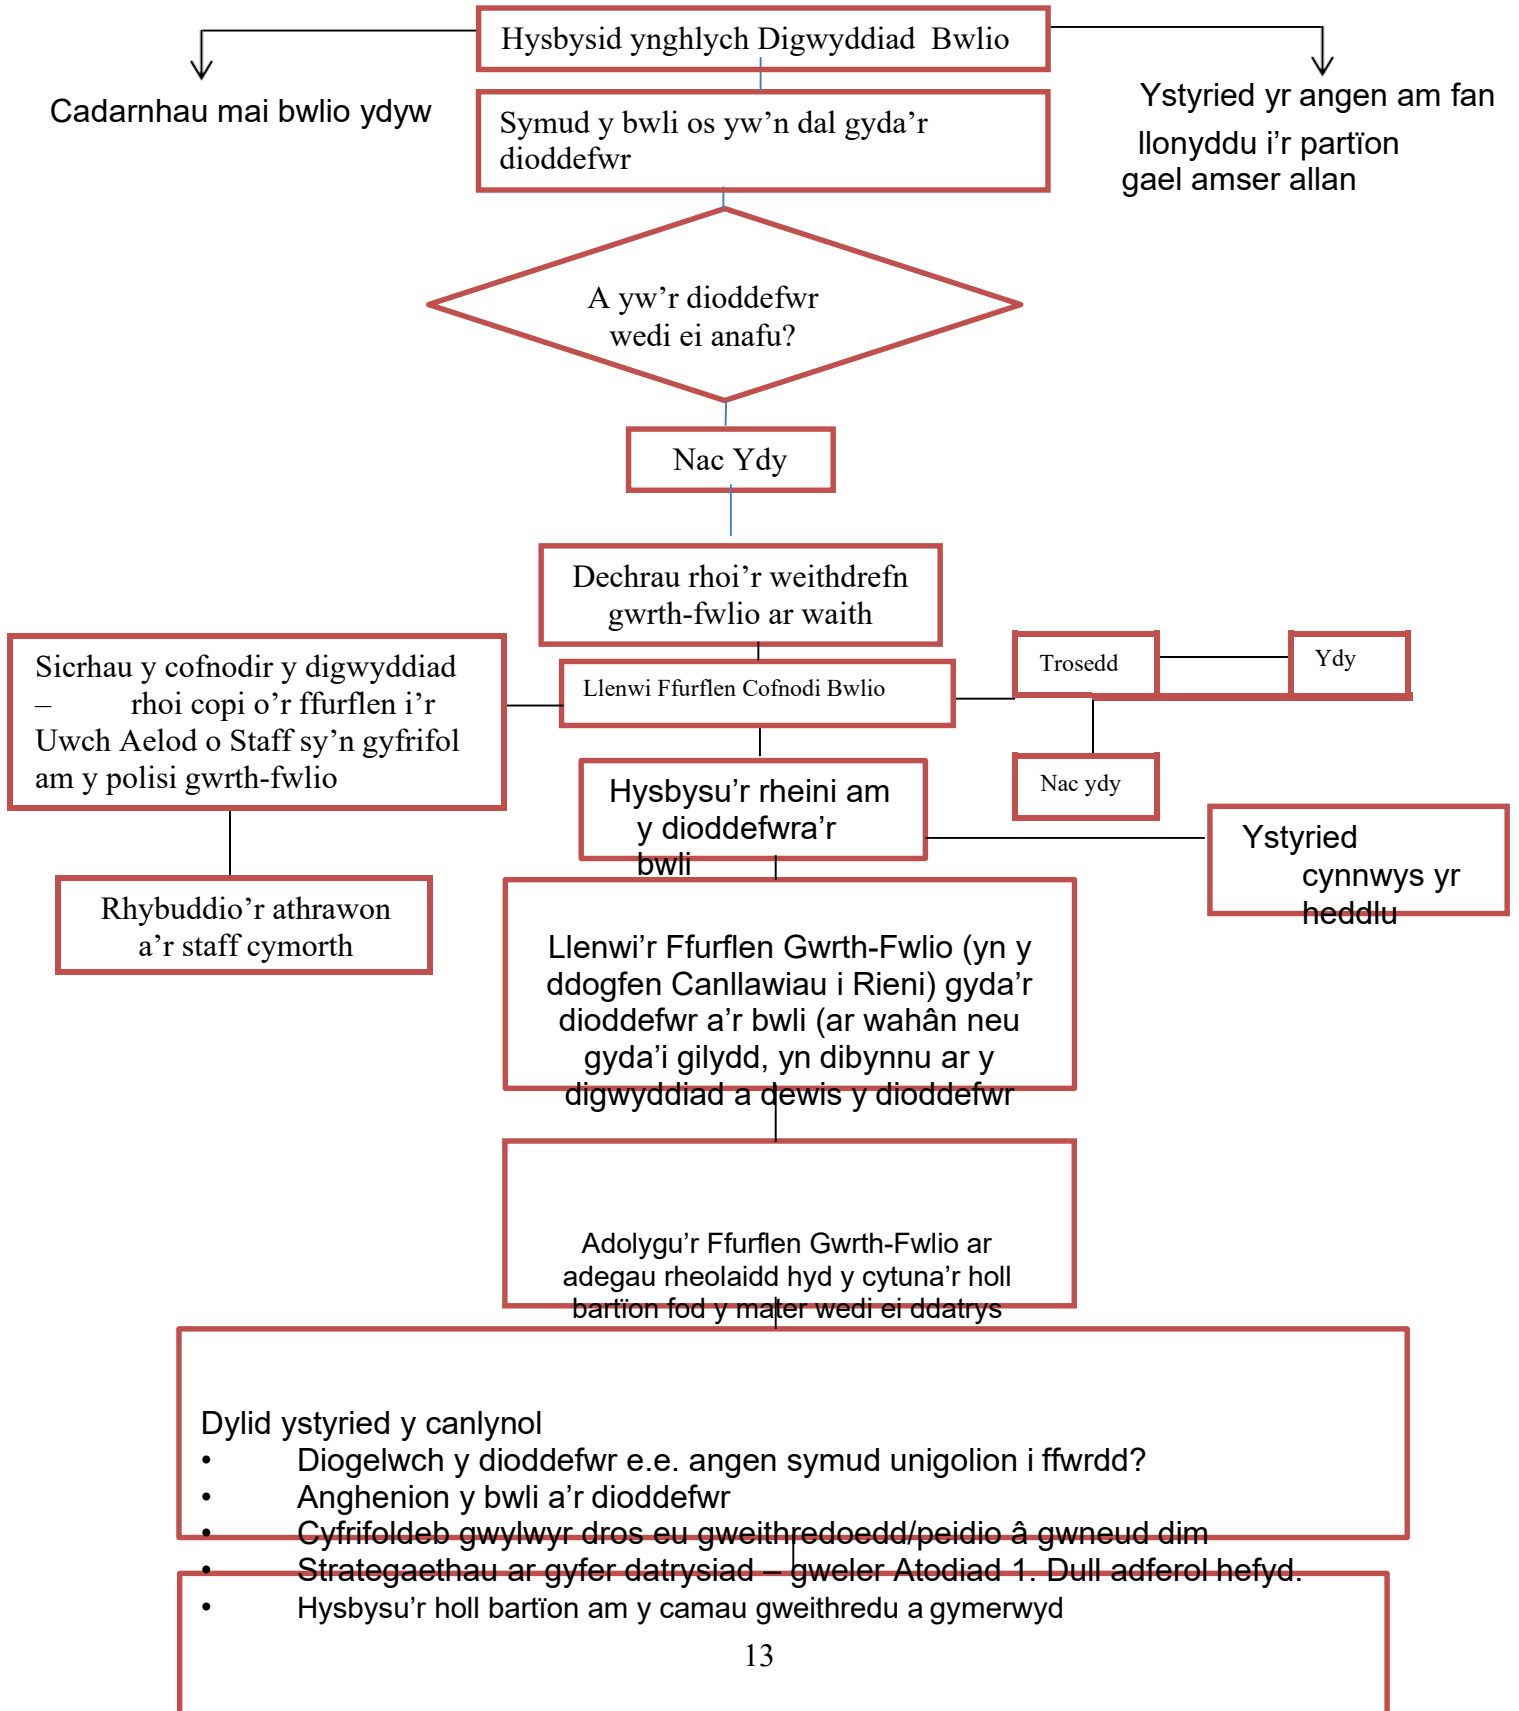 Hysbysid ynghlych Digwyddiad Bwlio
Cadarnhau mai bwlio ydyw
Ystyried yr angen am fan
llonyddu i’r partïon
gael amser allan
Symud y bwli os yw’n dal gyda’r
dioddefwr
A yw’r dioddefwr
wedi ei anafu?
Nac Ydy
Dechrau rhoi’r weithdrefn
gwrth-fwlio ar waith
Sicrhau y cofnodir y digwyddiad
– rhoi copi o’r ffurflen i’r
Uwch Aelod o Staff sy’n gyfrifol
am y polisi gwrth-fwlio
Llenwi Ffurflen Cofnodi Bwlio
Trosedd
Ydy
Nac ydy
Hysbysu’r rheini am
y dioddefwra’r
bwli
Ystyried
cynnwys yr
heddlu
Rhybuddio’r athrawon
a’r staff cymorth
Llenwi’r Ffurflen Gwrth-Fwlio (yn y
ddogfen Canllawiau i Rieni) gyda’r
dioddefwr a’r bwli (ar wahân neu
gyda’i gilydd, yn dibynnu ar y
digwyddiad a dewis y dioddefwr
Adolygu’r Ffurflen Gwrth-Fwlio ar
adegau rheolaidd hyd y cytuna’r holl
bartïon fod y mater wedi ei ddatrys
Dylid ystyried y canlynol
• Diogelwch y dioddefwr e.e. angen symud unigolion i ffwrdd?
• Anghenion y bwli a’r dioddefwr
• Cyfrifoldeb gwylwyr dros eu gweithredoedd/peidio â gwneud dim
• Strategaethau ar gyfer datrysiad – gweler Atodiad 1. Dull adferol hefyd.
• Hysbysu’r holl bartïon am y camau gweithredu a gymerwyd
13